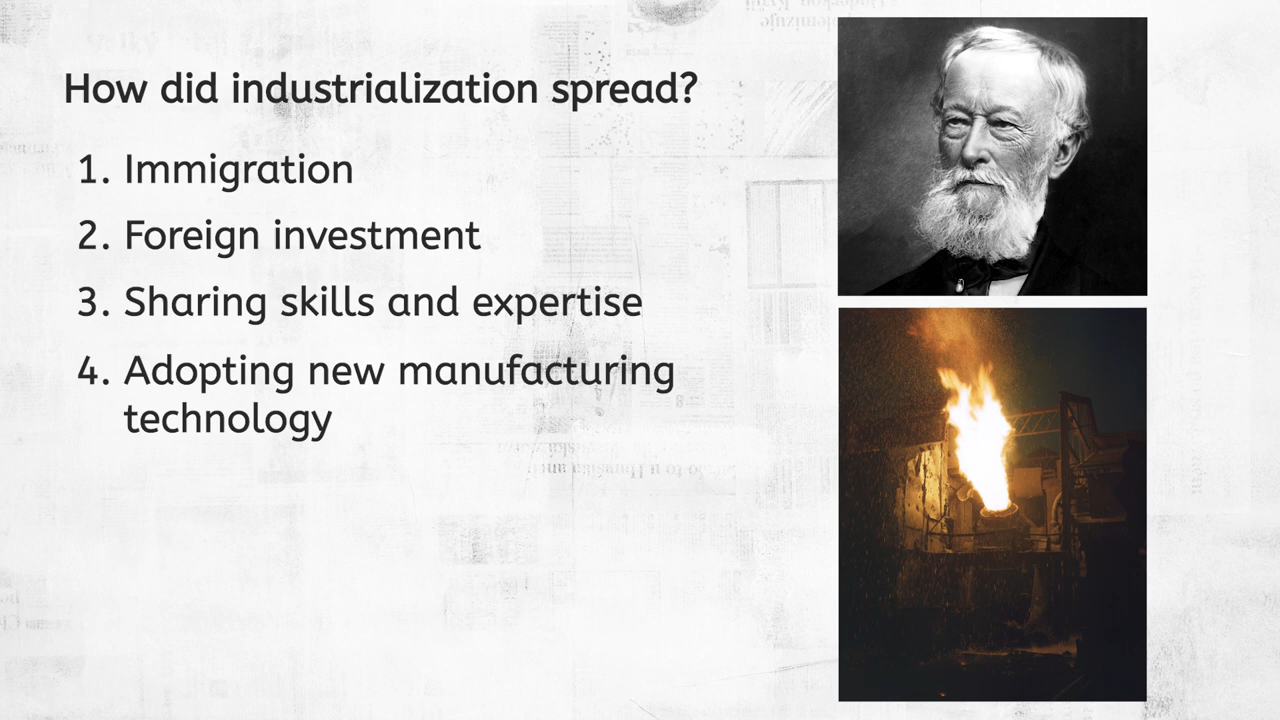 How did industrialization spread?
1. Immigration
2. Foreign investment
3. Sharing skills and expertise
4. Adopting new manufacturing
technology